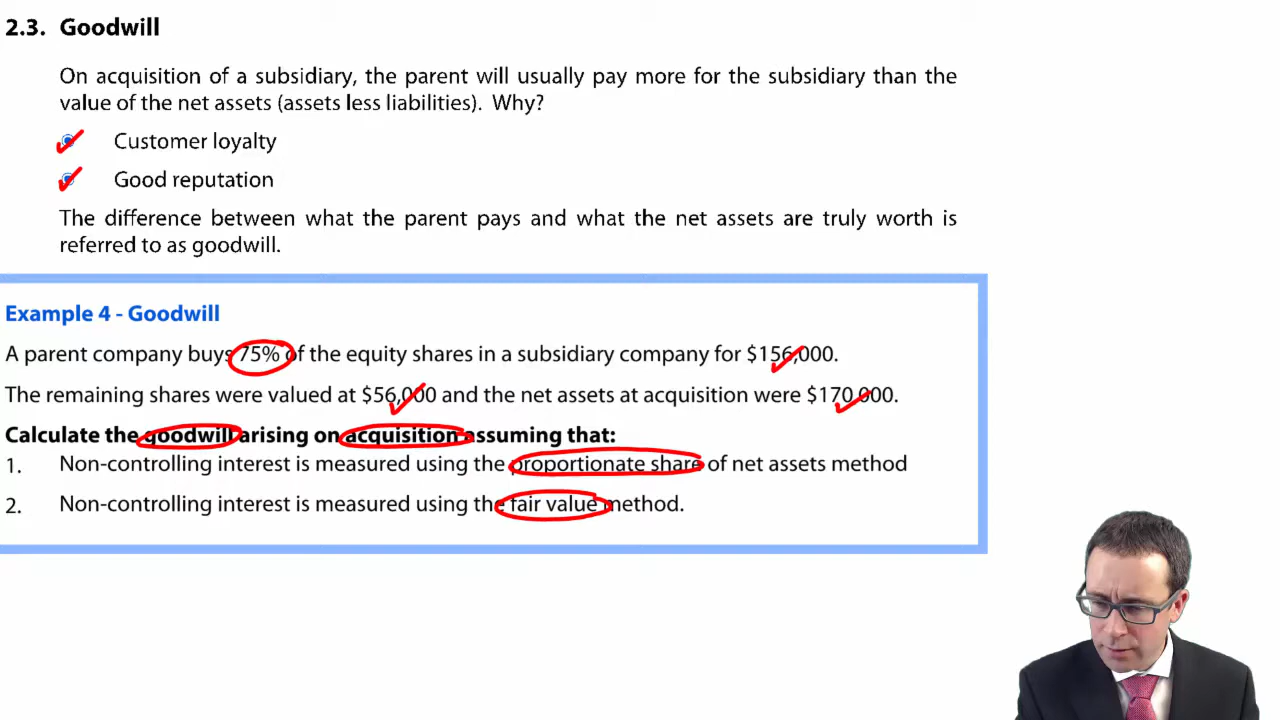 2.3. Goodwill
On acquisition of a subsidiary, the parent will usually pay more for the subsidiary than the
value of the net assets (assets less liabilities). Why?
Customer loyalty
Good reputation
The difference between what the parent pays and what the net assets are truly worth is
referred to as goodwill.
Example 4 - Goodwill
A parent company buys 75% of the equity shares in a subsidiary company for $156,000.
The remaining shares were valued at $56,000 and the net assets at acquisition were $170,000.
Calculate the goodwill arising on acquisition assuming that:
1. Non-controlling interest is measured using the proportionate share of net assets method
2. Non-controlling interest is measured using the fair value method.